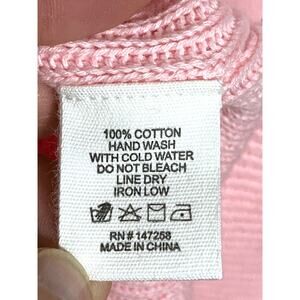 100% COTTON
HAND WASH
WITH COLD WATER
DO NOT BLEACH
LINE DRY
IRON LOW
RN# 147258
MADE IN CHINA